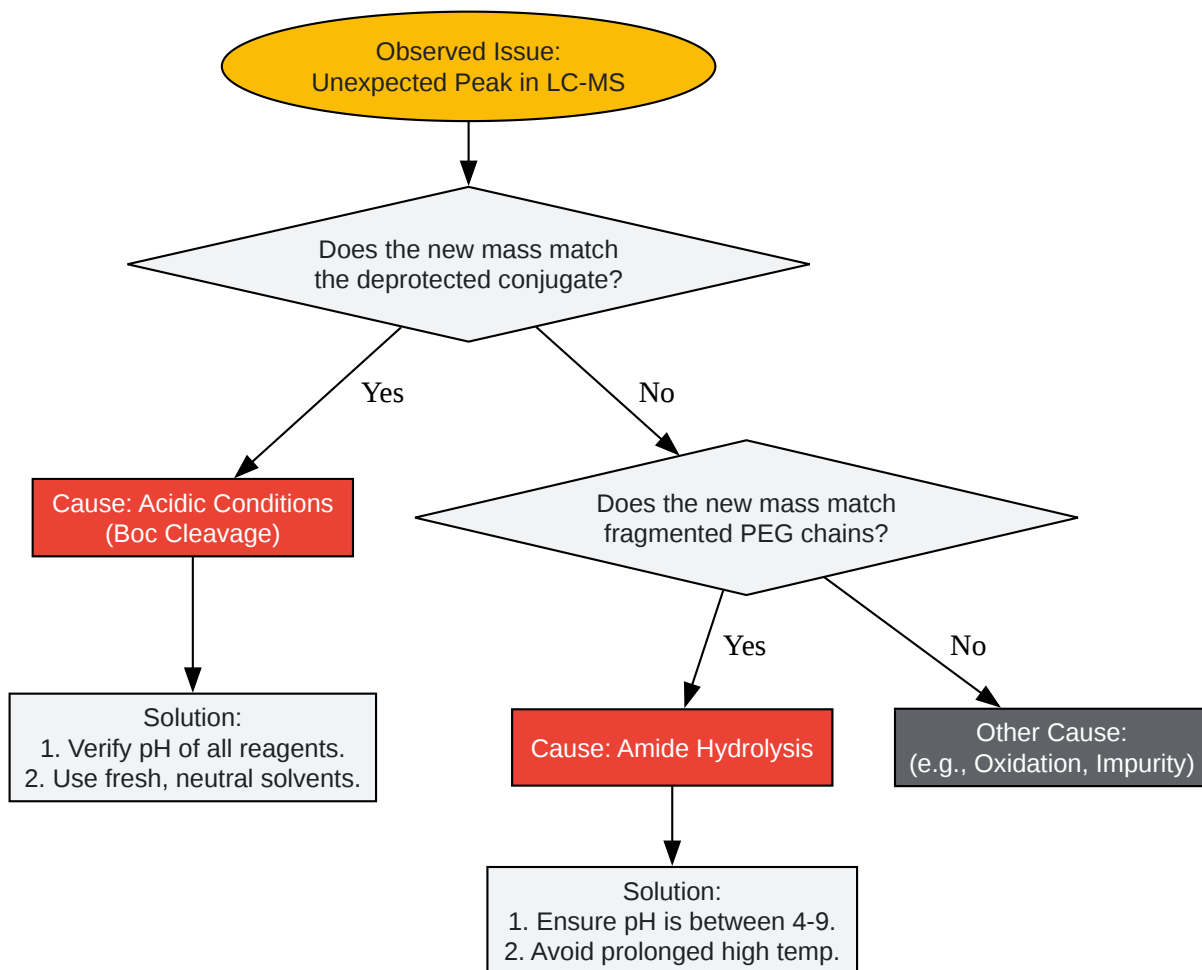 Observed Issue:
Unexpected Peak in LC-MS
Does the new mass match
the deprotected conjugate?
Yes
No
Cause: Acidic Conditions
(Boc Cleavage)
Does the new mass match
fragmented PEG chains?
Yes
No
Solution:
1. Verify pH of all reagents.
2. Use fresh, neutral solvents.
Cause: Amide Hydrolysis
Other Cause:
(e.g., Oxidation, Impurity)
Solution:
1. Ensure pH is between 4-9.
2. Avoid prolonged high temp.